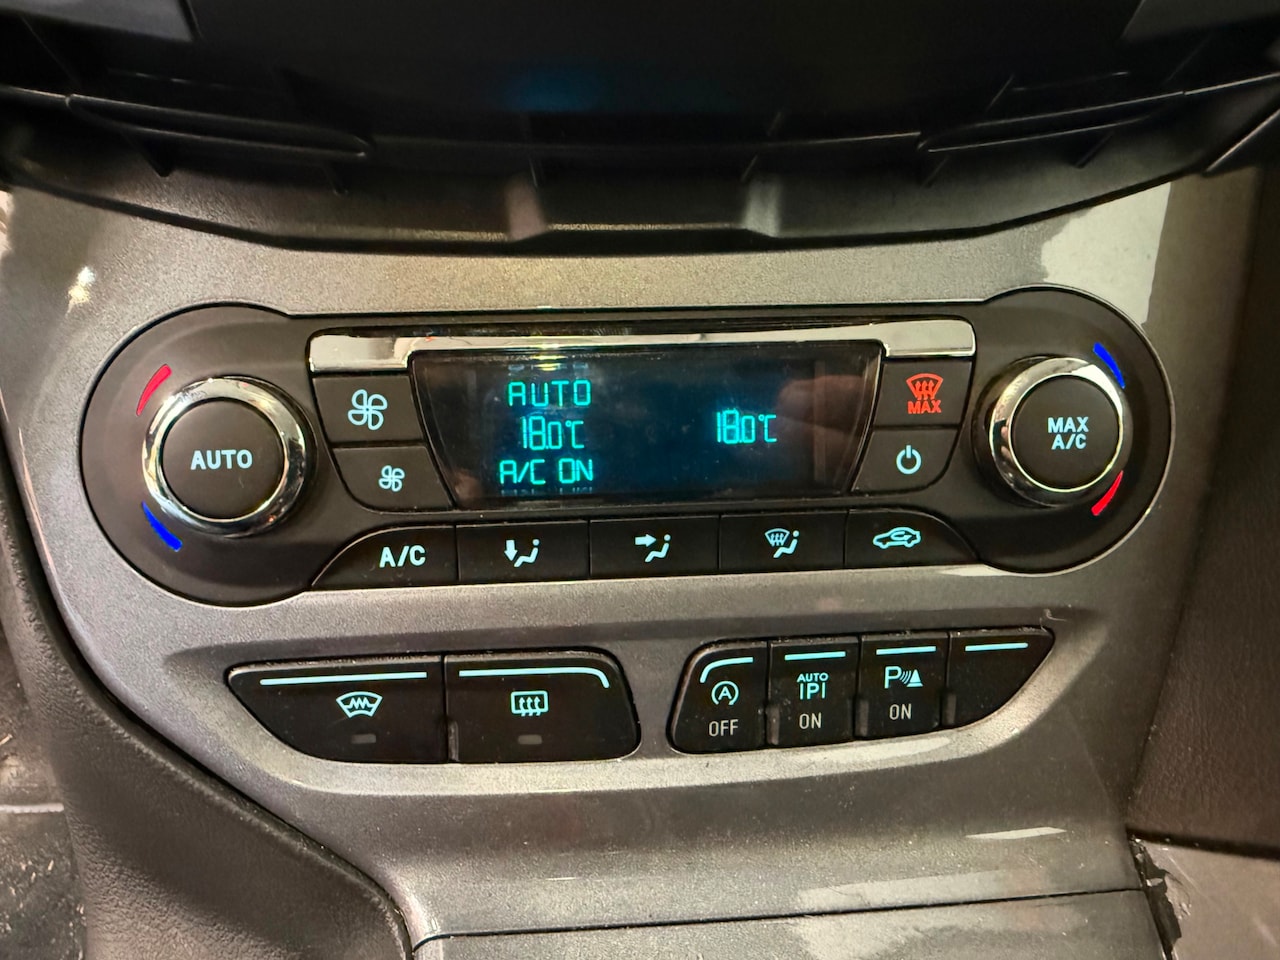 AUTO
AUTO
18.0℃
A/C ON
18.0℃
MAX
MAX
A/C
A/C
A
OFF
AUTO
P
ON
P
ON